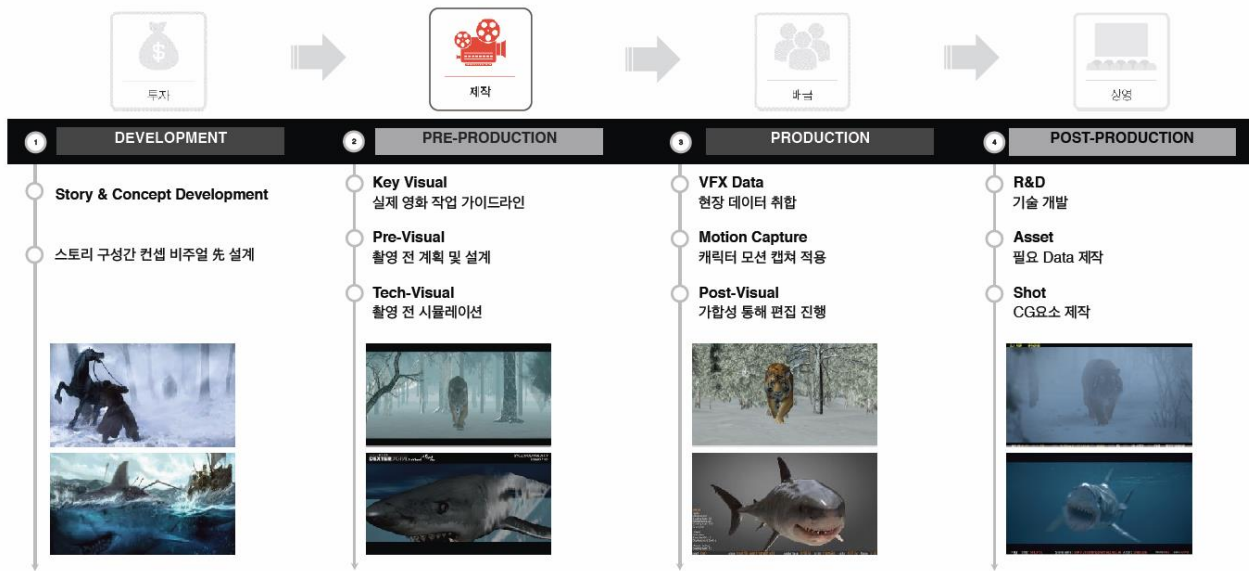 투자
제작
배급
상영
1 DEVELOPMENT
2 PRE-PRODUCTION
3 PRODUCTION
4 POST-PRODUCTION
Story & Concept Development
스토리 구성간 컨셉 비주얼 先 설계
Key Visual
실제 영화 작업 가이드라인
Pre-Visual
촬영 전 계획 및 설계
Tech-Visual
촬영 전 시뮬레이션
VFX Data
현장 데이터 취합
Motion Capture
캐릭터 모션 캡쳐 적용
Post-Visual
가합성 통해 편집 진행
R&D
기술 개발
Asset
필요 Data 제작
Shot
CG요소 제작